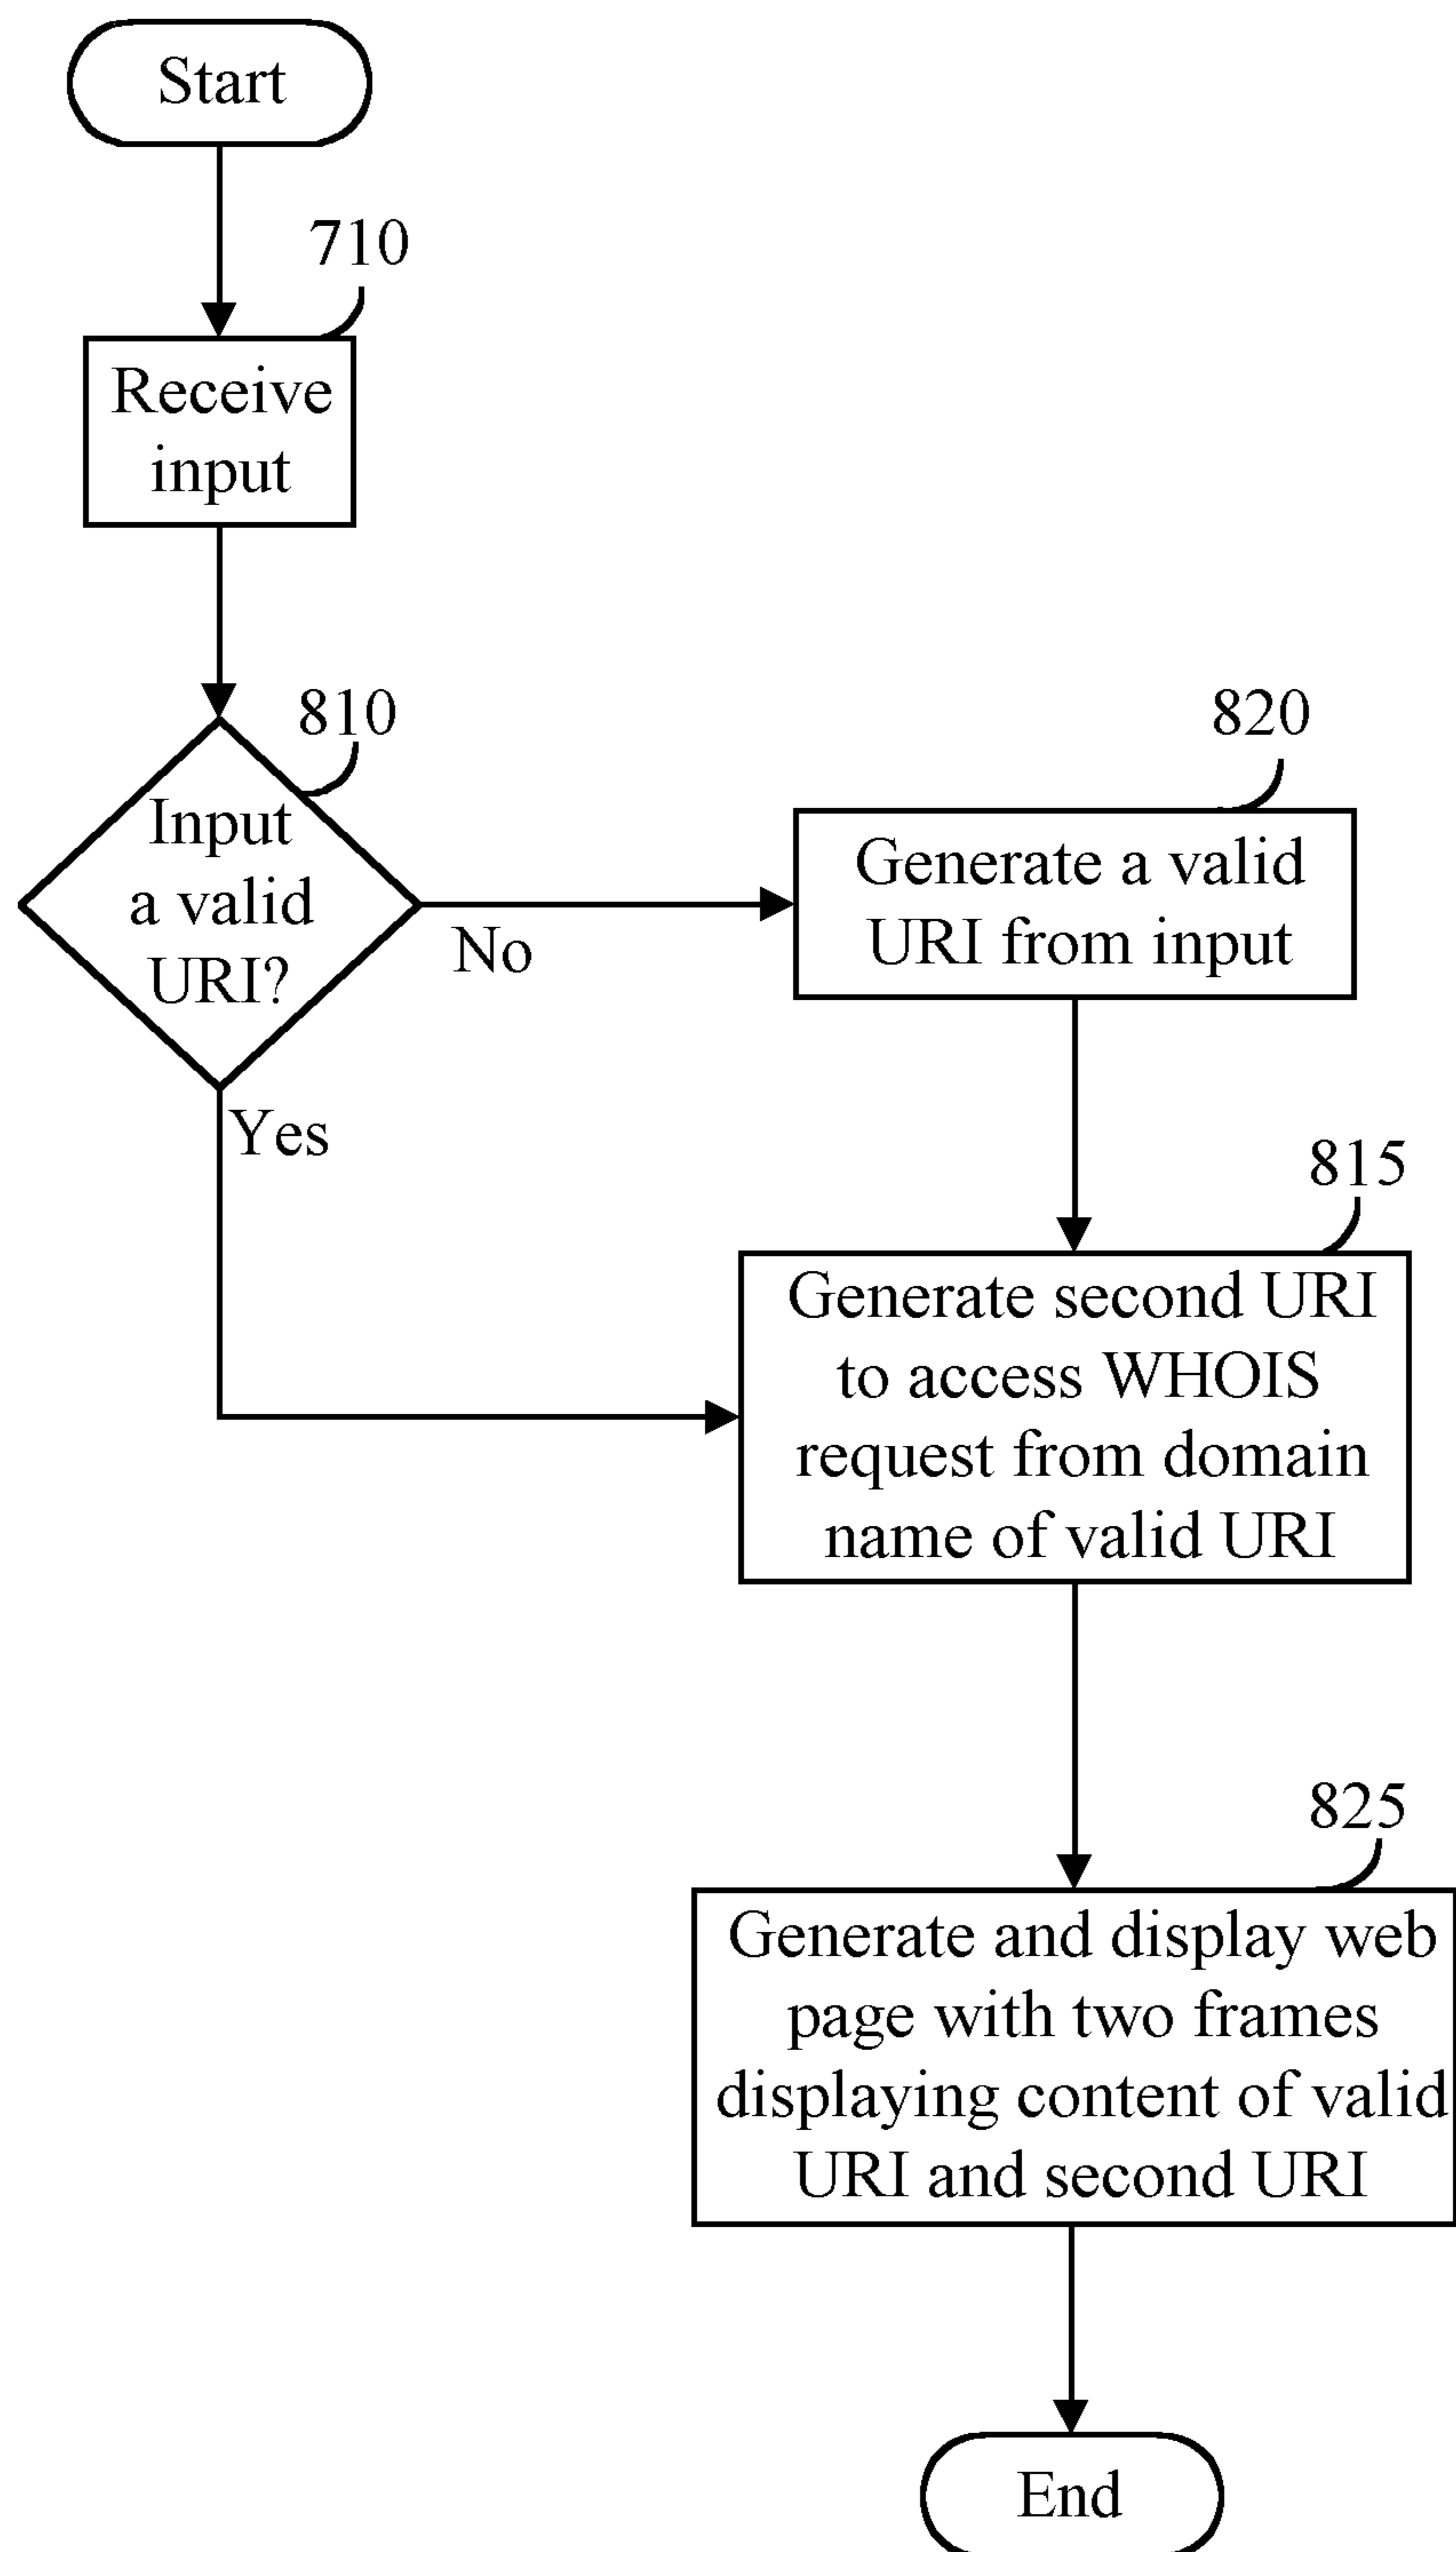 Start
710
Receive
input
810
Input
a valid
URI?
No
Yes
820
Generate a valid
URI from input
815
Generate second URI
to access WHOIS
request from domain
name of valid URI
825
Generate and display web
page with two frames
displaying content of valid
URI and second URI
End